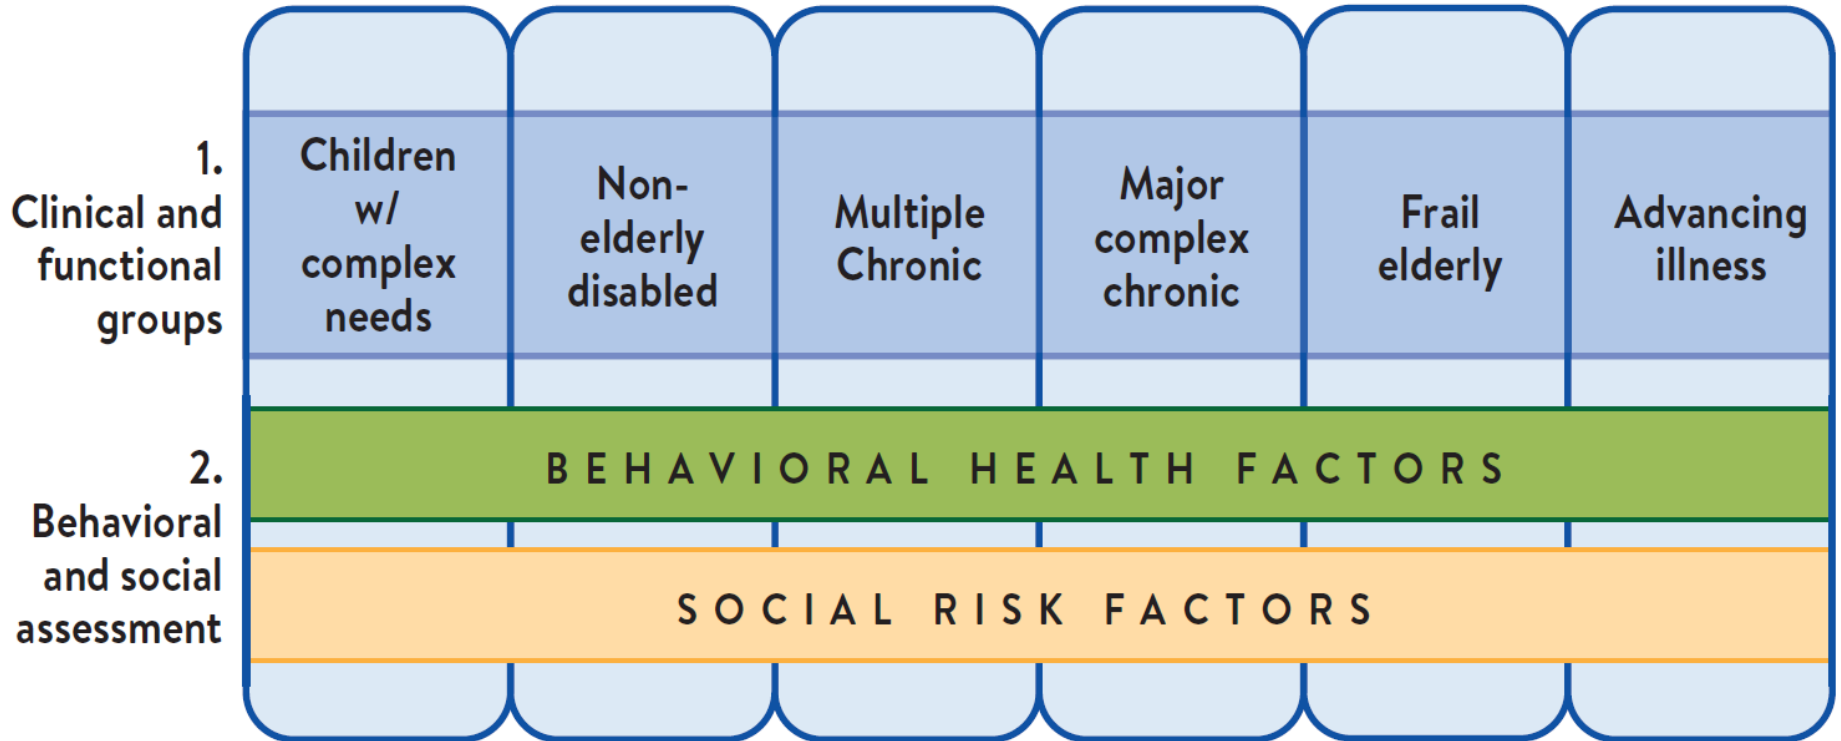 1.
Clinical and
functional
groups
Children
w/
complex
needs
Non-
elderly
disabled
Multiple
Chronic
Major
complex
chronic
Frail
elderly
Advancing
illness
2.
Behavioral
and social
assessment
BEHAVIORAL HEALTH FACTORS
SOCIAL RISK FACTORS